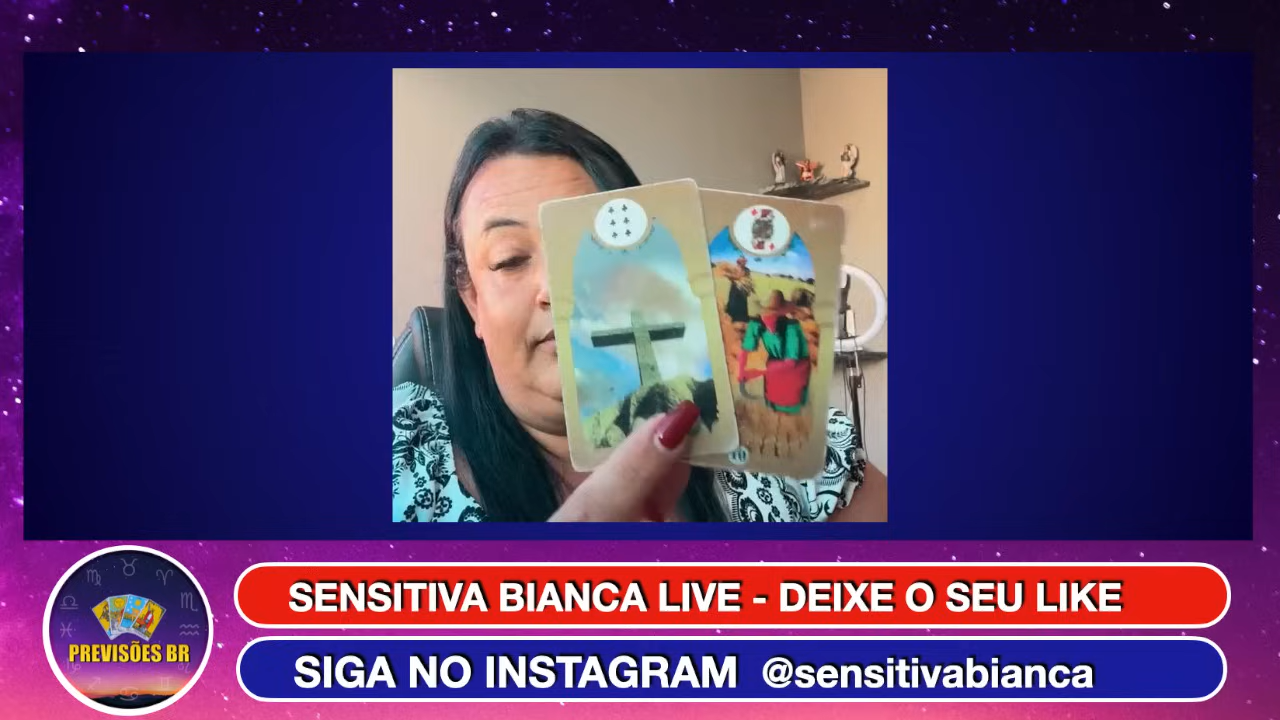 SENSITIVA BIANCA LIVE - DEIXE O SEU LIKE
PREVISÕES BR
SIGA NO INSTAGRAM @sensitivabianca